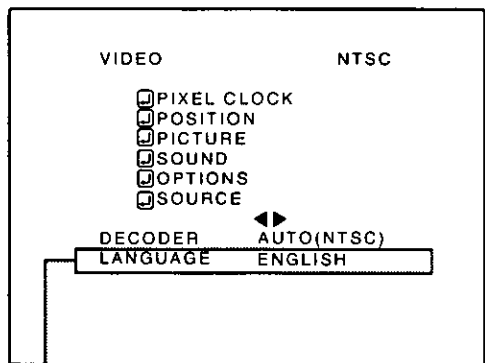 VIDEO NTSC
PIXEL CLOCK
POSITION
PICTURE
SOUND
OPTIONS
SOURCE
DECODER AUTO(NTSC)
LANGUAGE ENGLISH